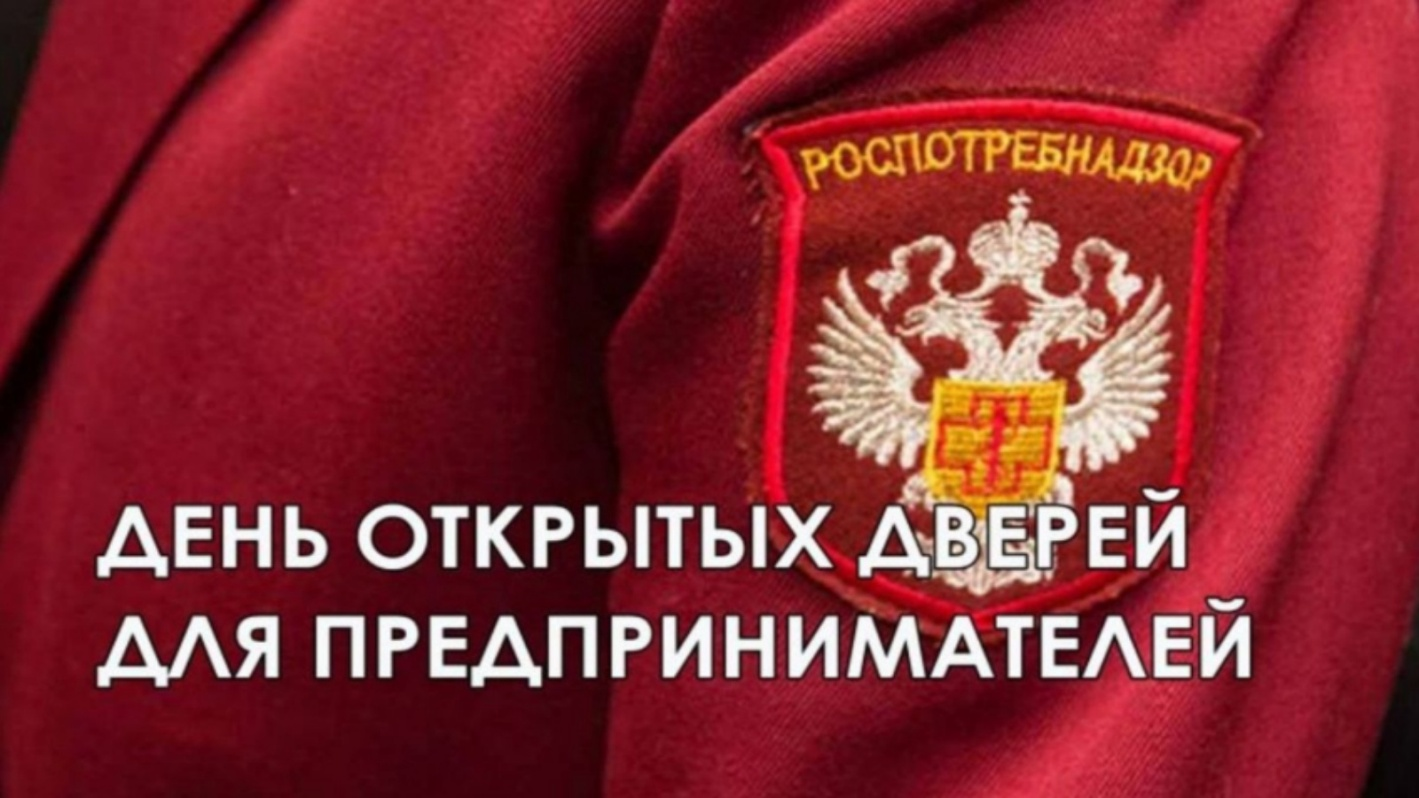 РОСПОТРЕБНАДЗОР
ДЕНЬ ОТКРЫТЫХ ДВЕРЕЙ
ДЛЯ ПРЕДПРИНИМАТЕЛЕЙ